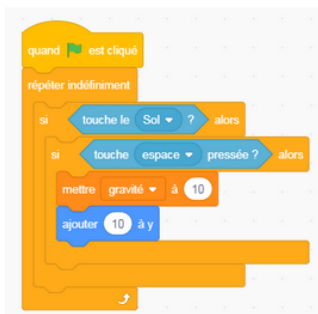 quand est cliqué
répéter indéfiniment
si touche le Sol ? alors
si touche espace pressée ? alors
mettre gravité à 10
ajouter 10 à y